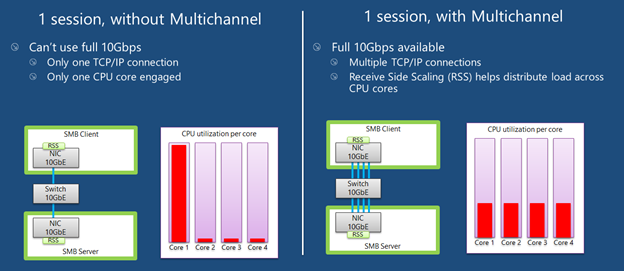 1 session, without Multichannel
Can't use full 10Gbps
Only one TCP/IP connection
Only one CPU core engaged
SMB Client
RSS
NIC
10GbE
Switch
10GbE
NIC
10GbE
RSS
SMB Server
CPU utilization per core
Core 1 Core 2 Core 3 Core 4
1 session, with Multichannel
Full 10Gbps available
Multiple TCP/IP connections
Receive Side Scaling (RSS) helps distribute load across
CPU cores
SMB Client
RSS
NIC
10GbE
Switch
10GbE
NIC
10GbE
RSS
SMB Server
CPU utilization per core
Core 1 Core 2 Core 3 Core 4